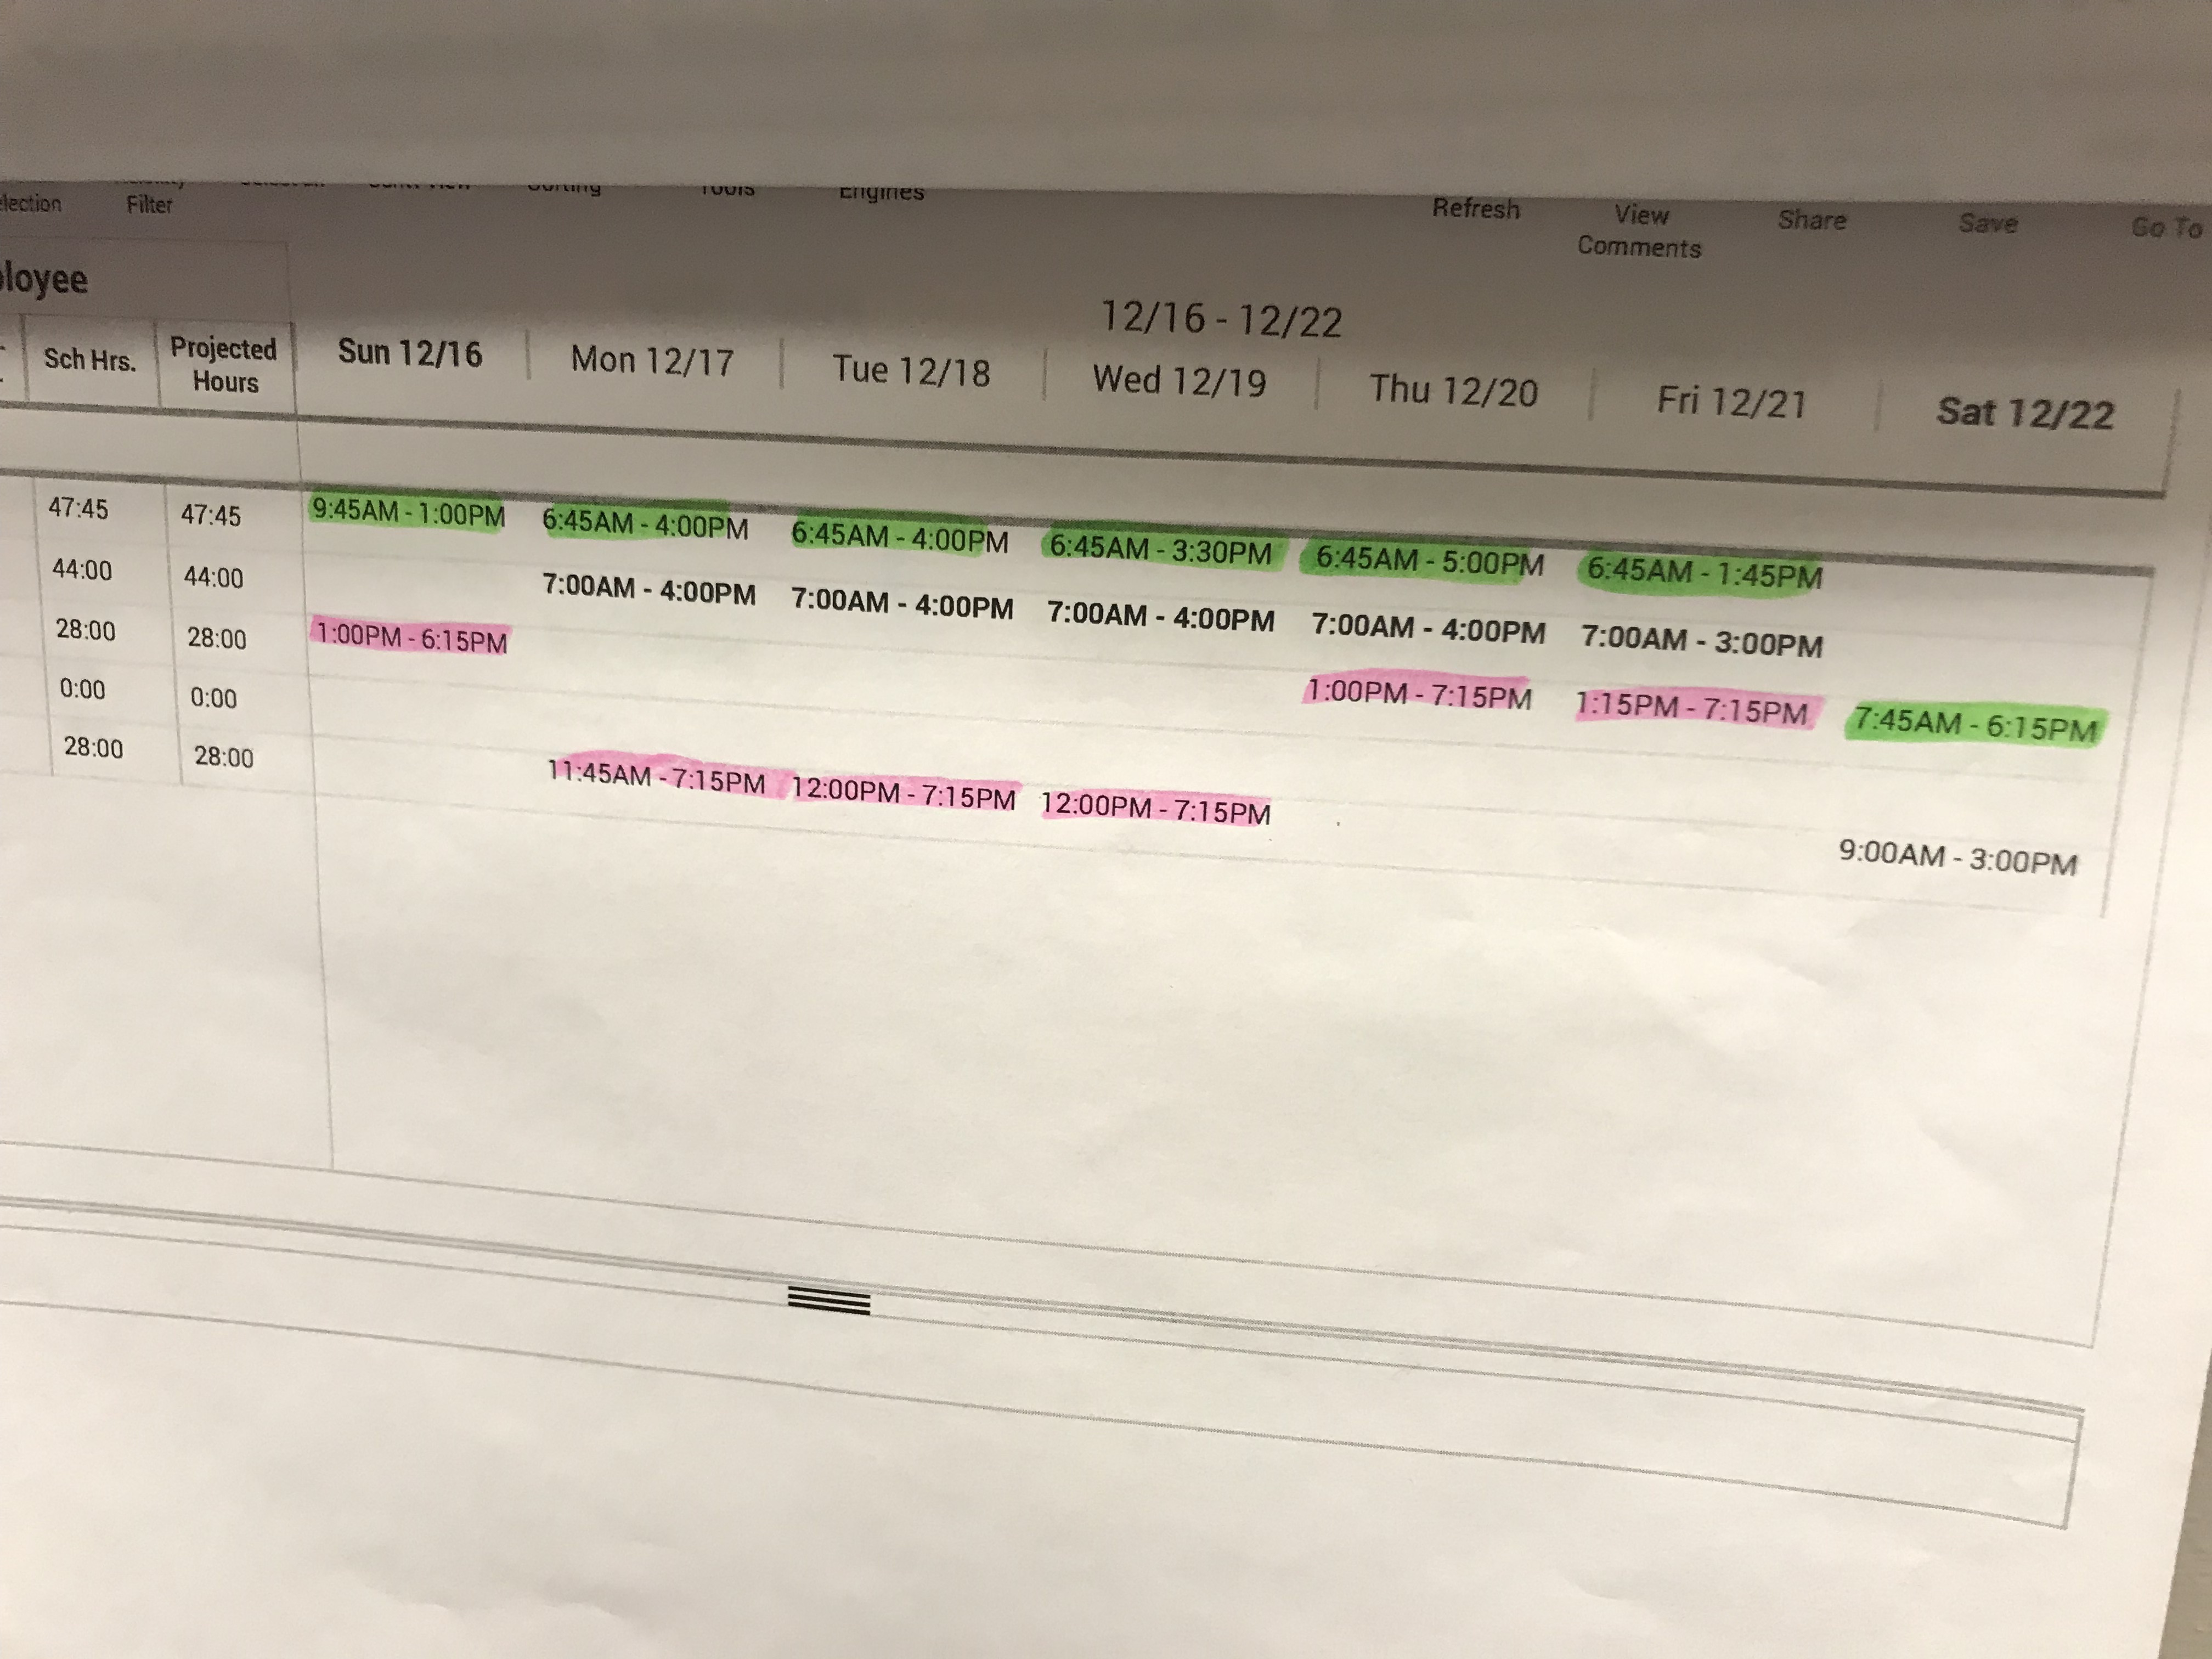 Filter
Engines
Refresh
View
Comments
Share
Save
Go To
12/16 - 12/22
Sch Hrs.
Projected
Hours
Sun 12/16
Mon 12/17
Tue 12/18
Wed 12/19
Thu 12/20
Fri 12/21
Sat 12/22
47:45 47:45 9:45AM - 1:00PM 6:45AM - 4:00PM 6:45AM - 4:00PM 6:45AM - 3:30PM 6:45AM - 5:00PM 6:45AM - 1:45PM
44:00 44:00 7:00AM - 4:00PM 7:00AM - 4:00PM 7:00AM - 4:00PM 7:00AM - 4:00PM 7:00AM - 3:00PM
28:00 28:00 1:00PM - 6:15PM 1:00PM - 7:15PM 1:15PM - 7:15PM 7:45AM - 6:15PM
0:00 0:00
28:00 28:00 11:45AM - 7:15PM 12:00PM - 7:15PM 12:00PM - 7:15PM 9:00AM - 3:00PM